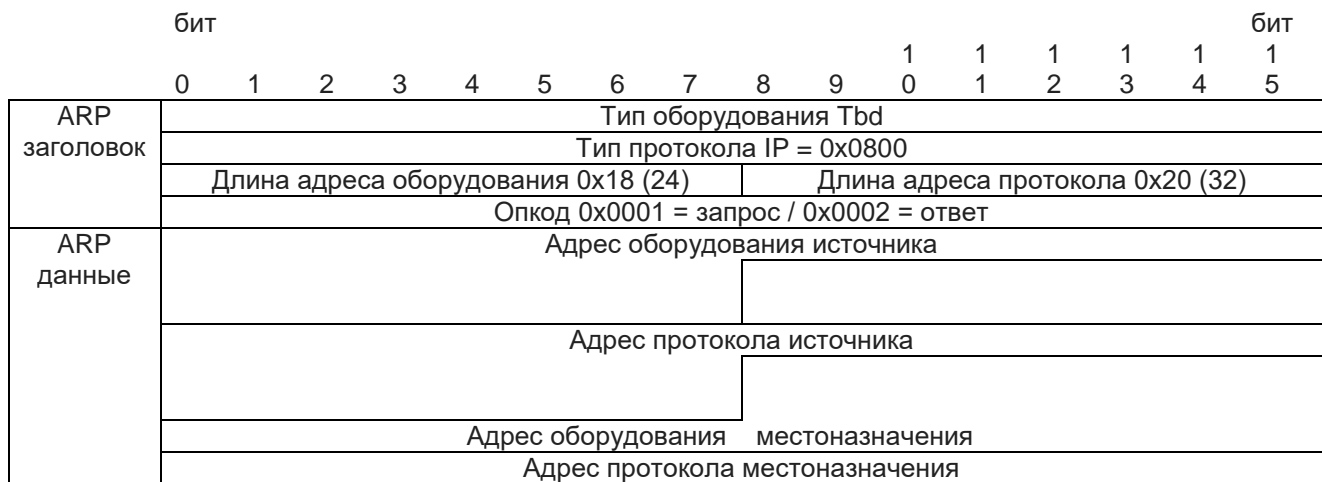 бит бит
1 1 1 1 1 1
0 1 2 3 4 5 6 7 8 9 0 1 2 3 4 5
ARP Тип оборудования Tbd
заголовок Тип протокола IP = 0x0800
Длина адреса оборудования 0x18 (24) Длина адреса протокола 0x20 (32)
Опкод 0x0001 = запрос / 0x0002 = ответ
ARP Адрес оборудования источника
данные
Адрес протокола источника
Адрес оборудования местоназначения
Адрес протокола местоназначения